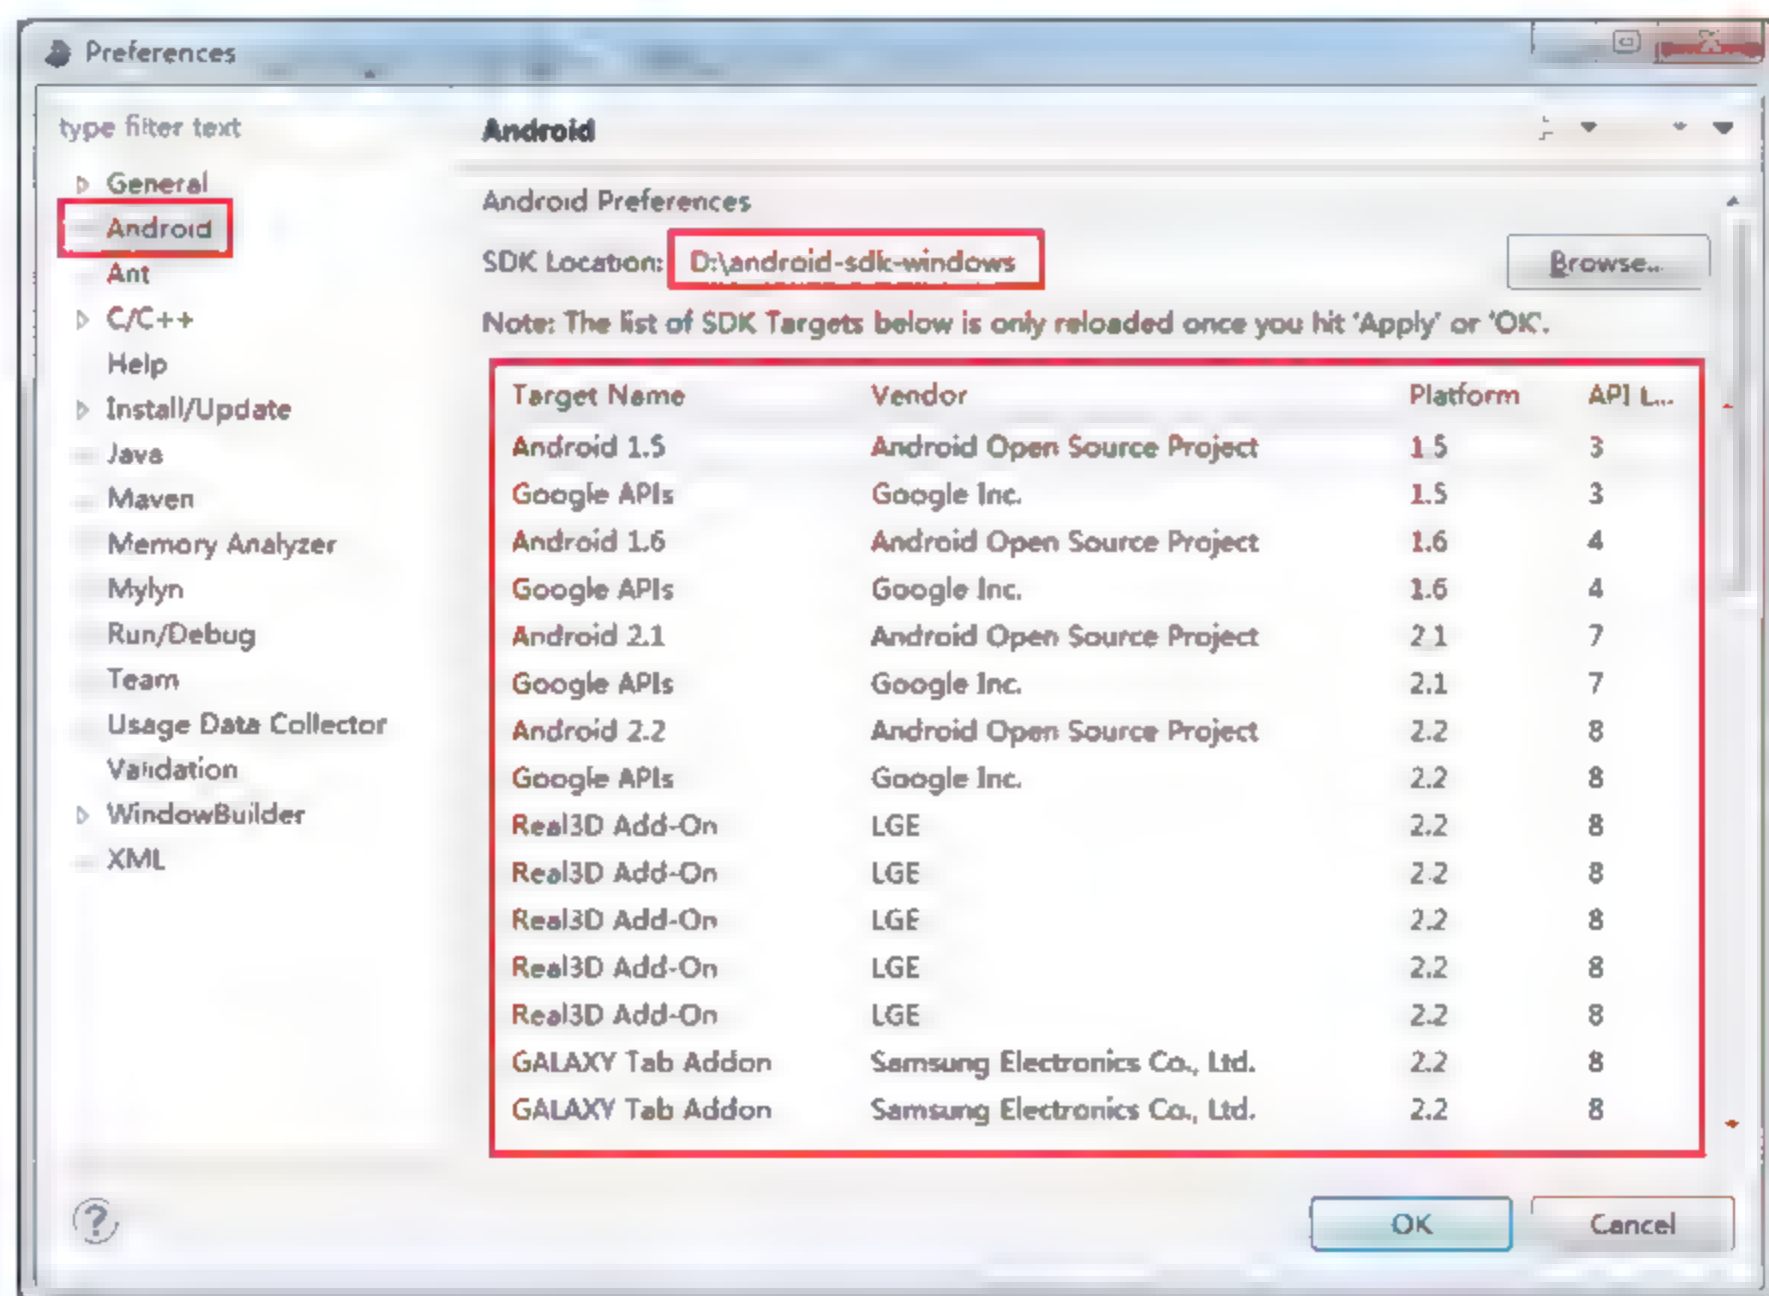 Preferences
type filter text
General
Android
Ant
C/C++
Help
Install/Update
Java
Maven
Memory Analyzer
Mylyn
Run/Debug
Team
Usage Data Collector
Validation
WindowBuilder
XML
Android
Android Preferences
SDK Location: D:\android-sdk-windows Browse...
Note: The list of SDK Targets below is only reloaded once you hit 'Apply' or 'OK'.
Target Name Vendor Platform API L...
Android 1.5 Android Open Source Project 1.5 3
Google APIs Google Inc. 1.5 3
Android 1.6 Android Open Source Project 1.6 4
Google APIs Google Inc. 1.6 4
Android 2.1 Android Open Source Project 2.1 7
Google APIs Google Inc. 2.1 7
Android 2.2 Android Open Source Project 2.2 8
Google APIs Google Inc. 2.2 8
Real3D Add-On LGE 2.2 8
Real3D Add-On LGE 2.2 8
Real3D Add-On LGE 2.2 8
Real3D Add-On LGE 2.2 8
Real3D Add-On LGE 2.2 8
GALAXY Tab Addon Samsung Electronics Co., Ltd. 2.2 8
GALAXY Tab Addon Samsung Electronics Co., Ltd. 2.2 8
OK Cancel